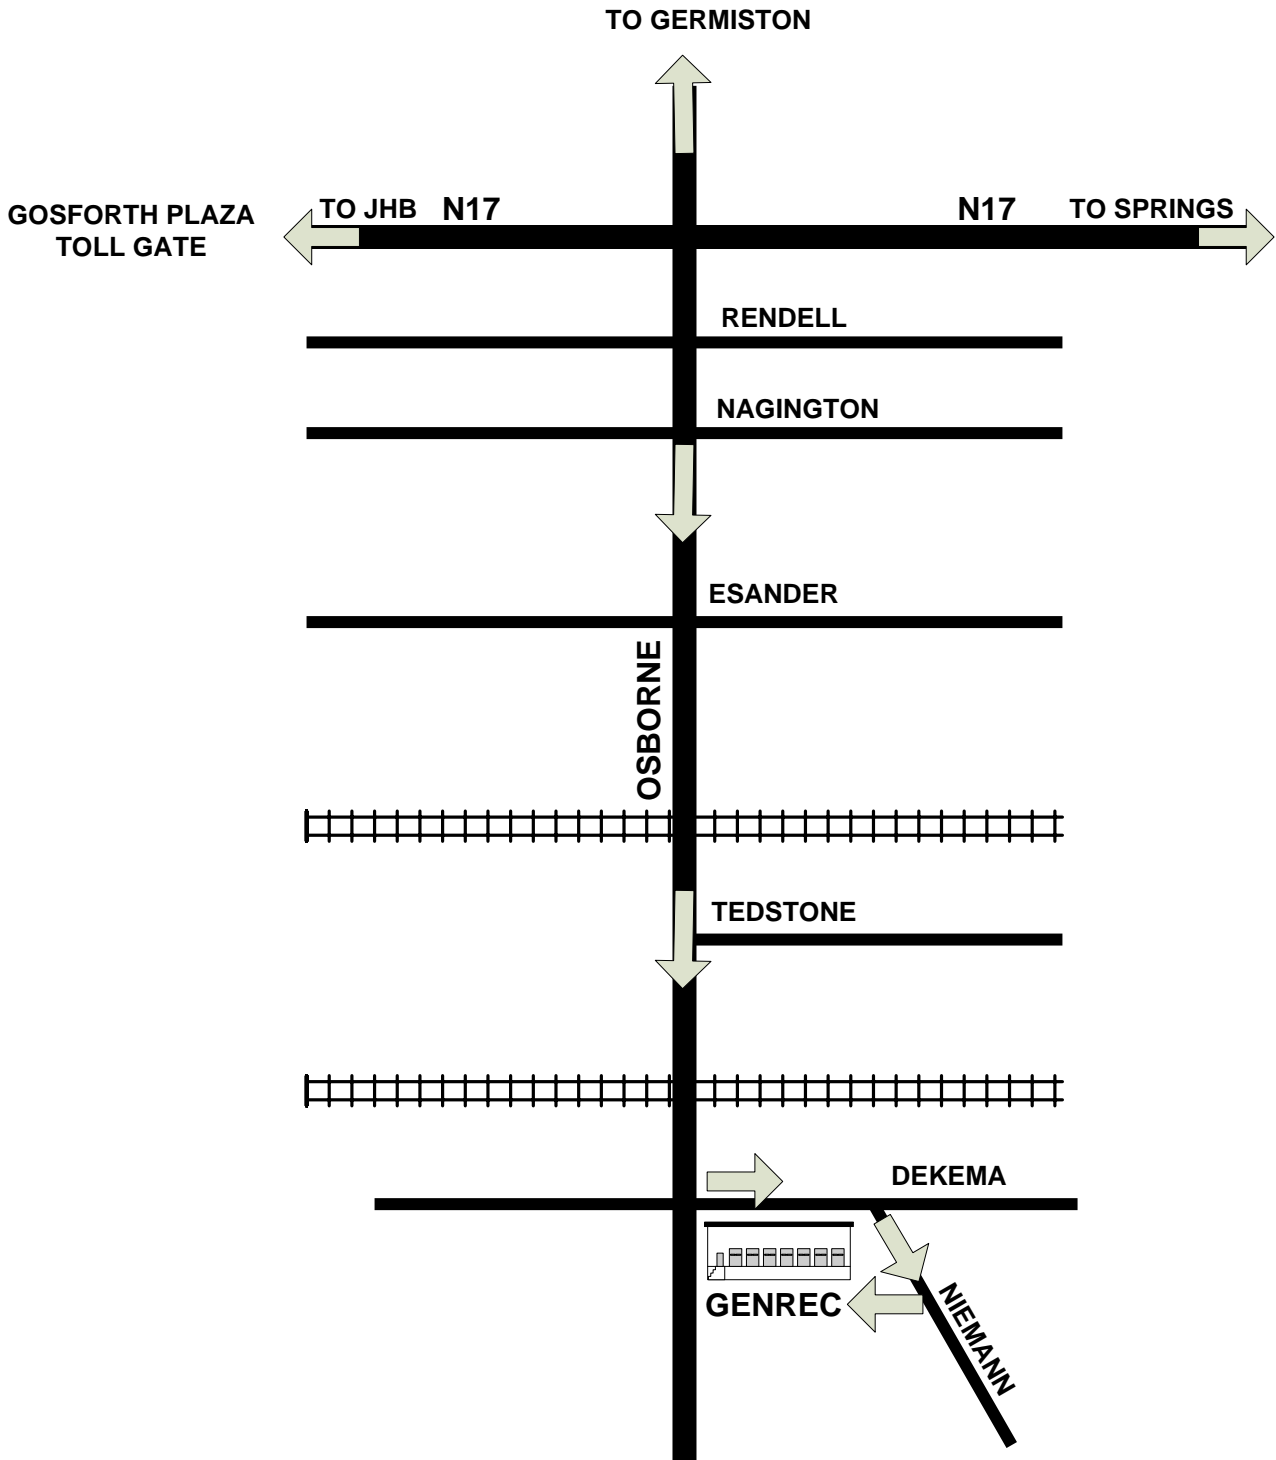 TO GERMISTON
GOSFORTH PLAZA
TOLL GATE
TO JHB
N17
N17
TO SPRINGS
RENDELL
NAGINGTON
ESANDER
OSBORNE
TEDSTONE
DEKEMA
GENREC
NIEMANN